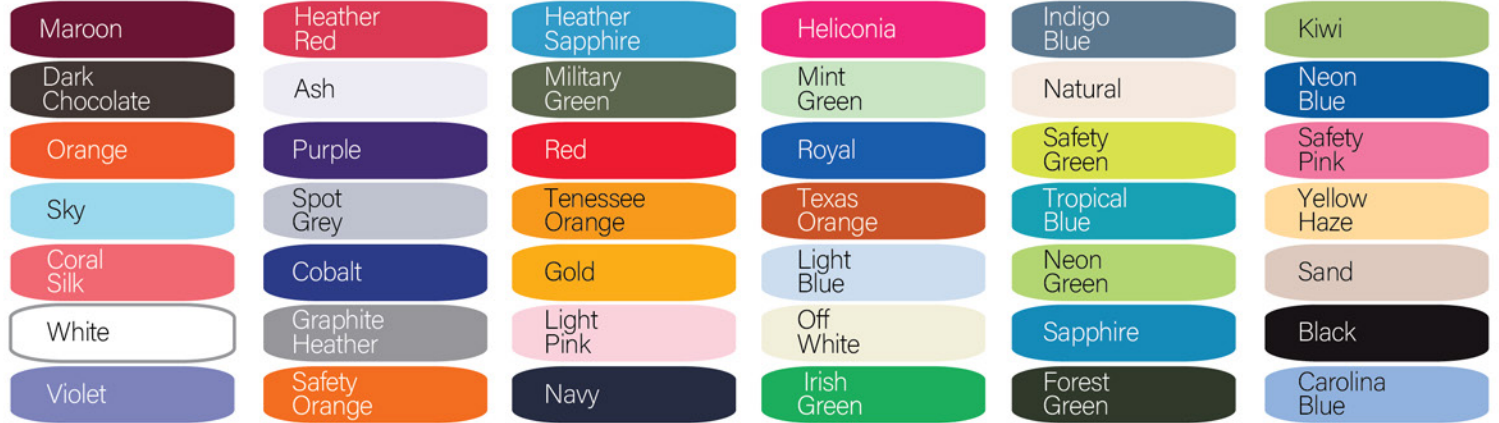 Maroon
Heather
Red
Heather
Sapphire
Heliconia
Indigo
Blue
Kiwi
Dark
Chocolate
Ash
Military
Green
Mint
Green
Natural
Neon
Blue
Orange
Purple
Red
Royal
Safety
Green
Safety
Pink
Sky
Spot
Grey
Tenessee
Orange
Texas
Orange
Tropical
Blue
Yellow
Haze
Coral
Silk
Cobalt
Gold
Light
Blue
Neon
Green
Sand
White
Graphite
Heather
Light
Pink
Off
White
Sapphire
Black
Violet
Safety
Orange
Navy
Irish
Green
Forest
Green
Carolina
Blue